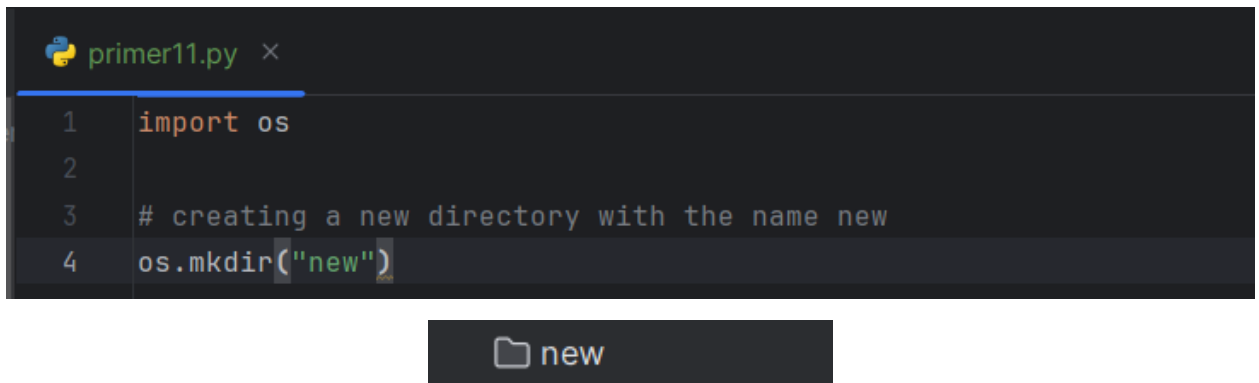 primer11.py
1 import os
2
3 # creating a new directory with the name new
4 os.mkdir("new")
new